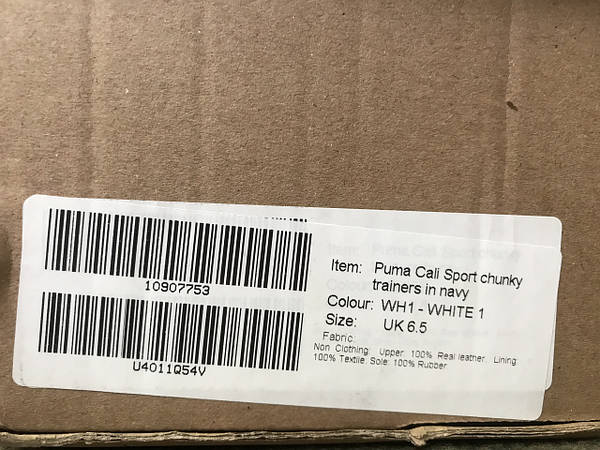 10907753
U4011Q54V
Item: Puma Cali Sport chunky
trainers in navy
Colour: WH1 - WHITE 1
Size: UK 6.5
Fabric:
Non Clothing: Upper: 100% Real leather. Lining:
100% Textile. Sole: 100% Rubber.